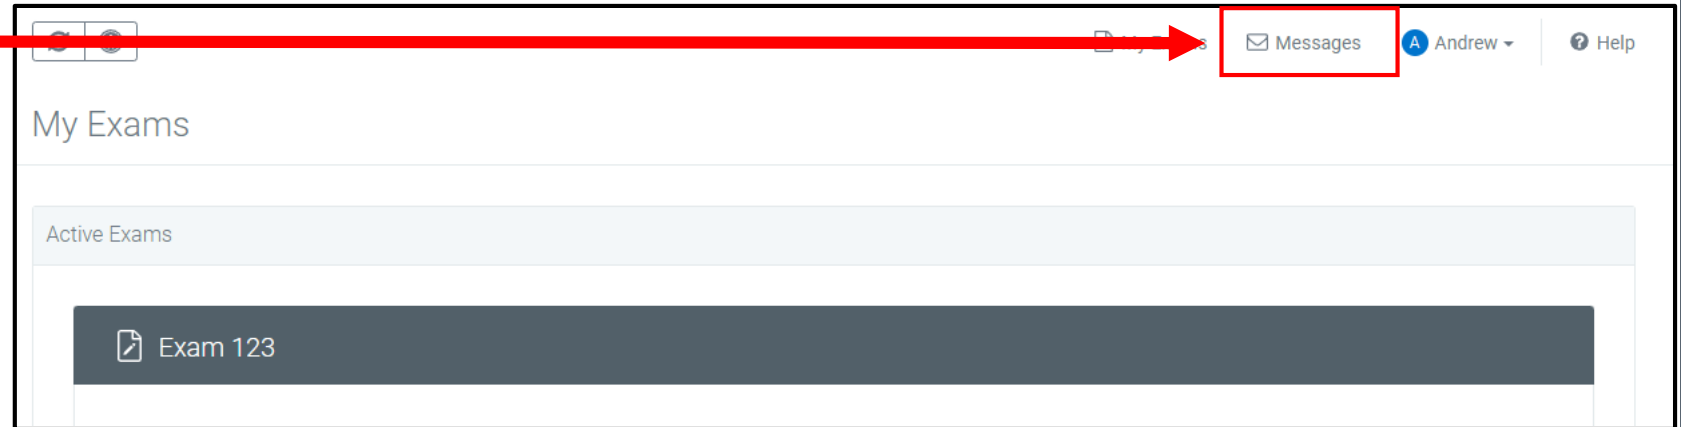 Messages
A Andrew
Help
My Exams
Active Exams
Exam 123